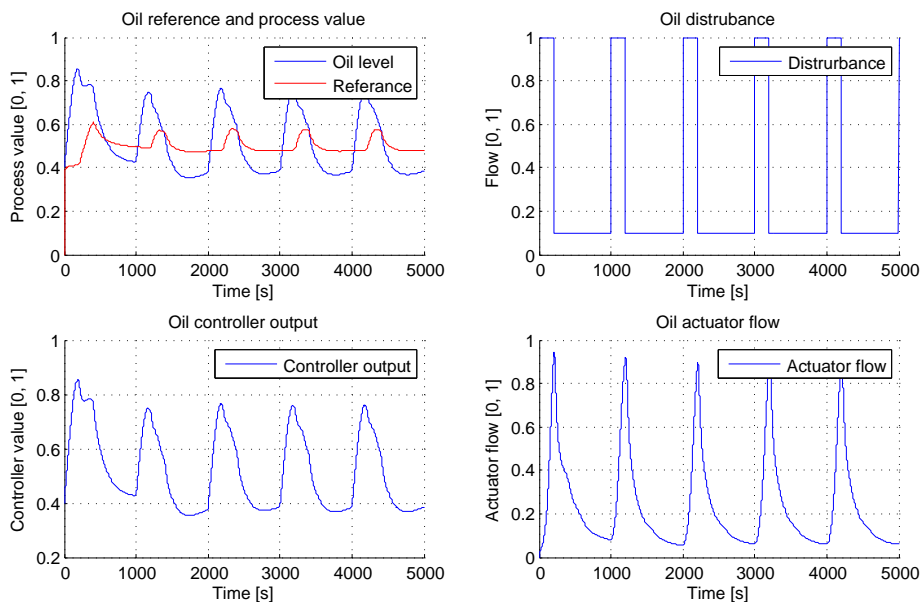 Oil reference and process value
Process value [0, 1]
1
0.8
0.6
0.4
0.2
0
Oil level
Referance
0 1000 2000 3000 4000 5000
Time [s]
Oil distrubance
Flow [0, 1]
1
0.8
0.6
0.4
0.2
0
Distrurbance
0 1000 2000 3000 4000 5000
Time [s]
Oil controller output
Controller value [0, 1]
1
0.8
0.6
0.4
0.2
Controller output
0 1000 2000 3000 4000 5000
Time [s]
Oil actuator flow
Actuator flow [0, 1]
1
0.8
0.6
0.4
0.2
0
Actuator flow
0 1000 2000 3000 4000 5000
Time [s]